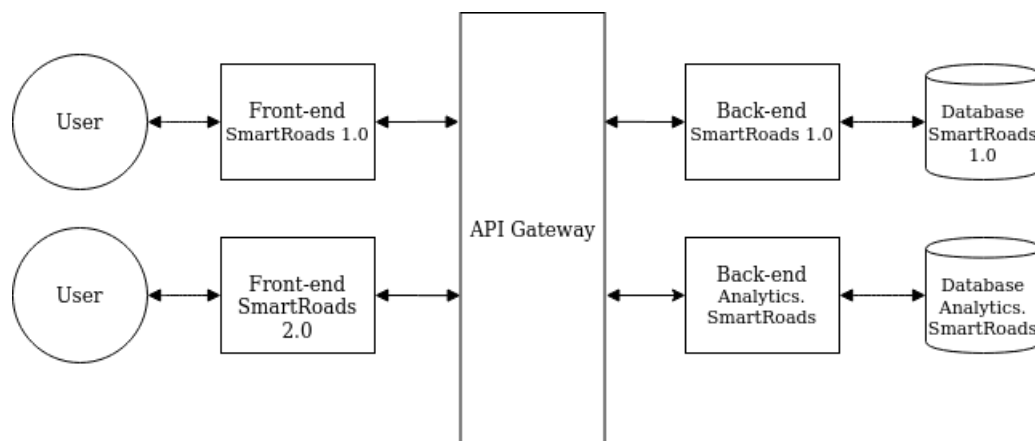 User
Front-end
SmartRoads 1.0
API Gateway
Back-end
SmartRoads 1.0
Database
SmartRoads
1.0
User
Front-end
SmartRoads
2.0
Back-end
Analytics.
SmartRoads
Database
Analytics.
SmartRoads